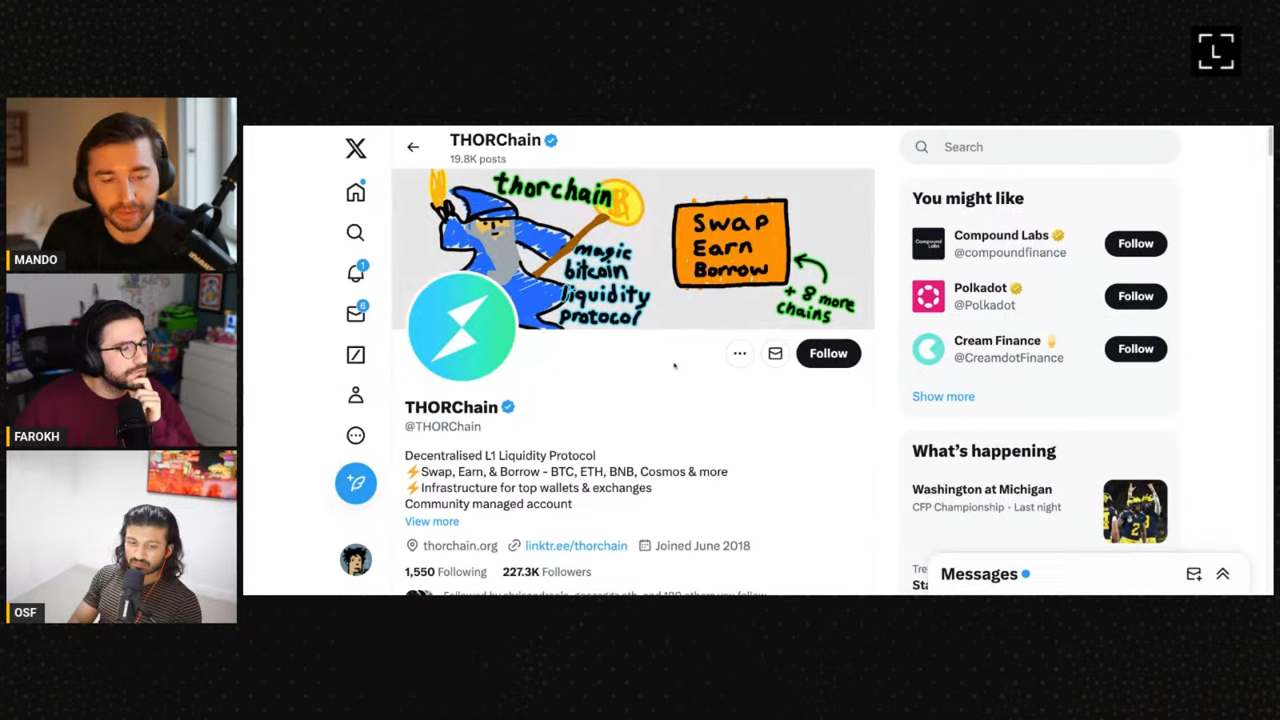 L
MANDO
FAROKH
OSF
THORChain
19.8K posts
thorchain
magic
bitcoin
liquidity
protocol
Swap
Earn
Borrow
+ 8 more
chains
Follow
THORChain
@THORChain
Decentralised L1 Liquidity Protocol
⚡Swap, Earn, & Borrow - BTC, ETH, BNB, Cosmos & more
⚡Infrastructure for top wallets & exchanges
Community managed account
View more
thorchain.org linktr.ee/thorchain Joined June 2018
1,550 Following 227.3K Followers
1
6
Search
You might like
Compound Labs
@compoundfinance
Follow
Polkadot
@Polkadot
Follow
Cream Finance
@CreamdotFinance
Follow
Show more
What's happening
Washington at Michigan
CFP Championship · Last night
Tre
Sta
Messages